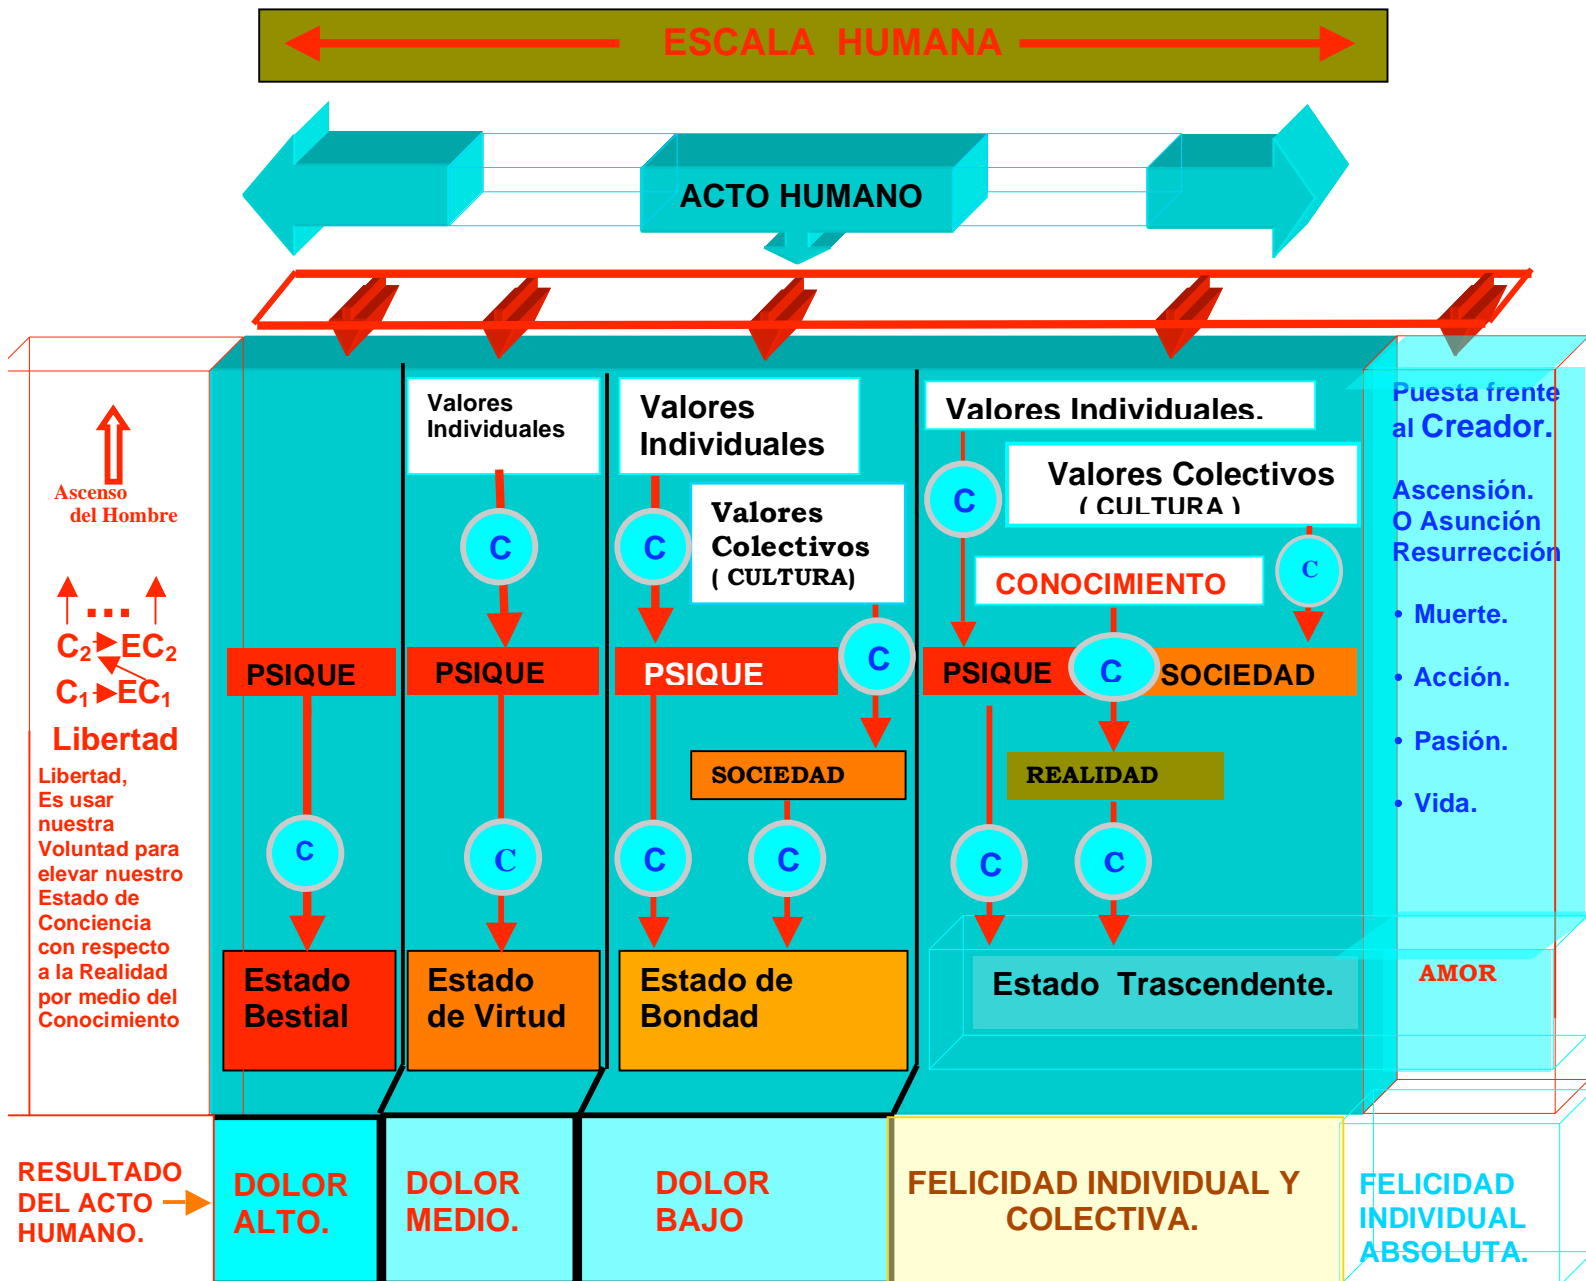 ESCALA HUMANA
ACTO HUMANO
Ascenso
del Hombre
...
C2 EC2
C1 EC1
Libertad
Libertad,
Es usar
nuestra
Voluntad para
elevar nuestro
Estado de
Conciencia
con respecto
a la Realidad
por medio del
Conocimiento
PSIQUE
C
Estado
Bestial
Valores
Individuales
C
PSIQUE
C
Estado
de Virtud
Valores
Individuales
C
Valores
Colectivos
( CULTURA)
C
PSIQUE
SOCIEDAD
C
C
Estado de
Bondad
Valores Individuales.
C
Valores Colectivos
( CULTURA )
C
CONOCIMIENTO
PSIQUE
C
SOCIEDAD
REALIDAD
C
C
Estado Trascendente.
Puesta frente
al Creador.
Ascensión.
O Asunción
Resurrección
• Muerte.
• Acción.
• Pasión.
• Vida.
AMOR
RESULTADO
DEL ACTO
HUMANO.
DOLOR
ALTO.
DOLOR
MEDIO.
DOLOR
BAJO
FELICIDAD INDIVIDUAL Y
COLECTIVA.
FELICIDAD
INDIVIDUAL
ABSOLUTA.